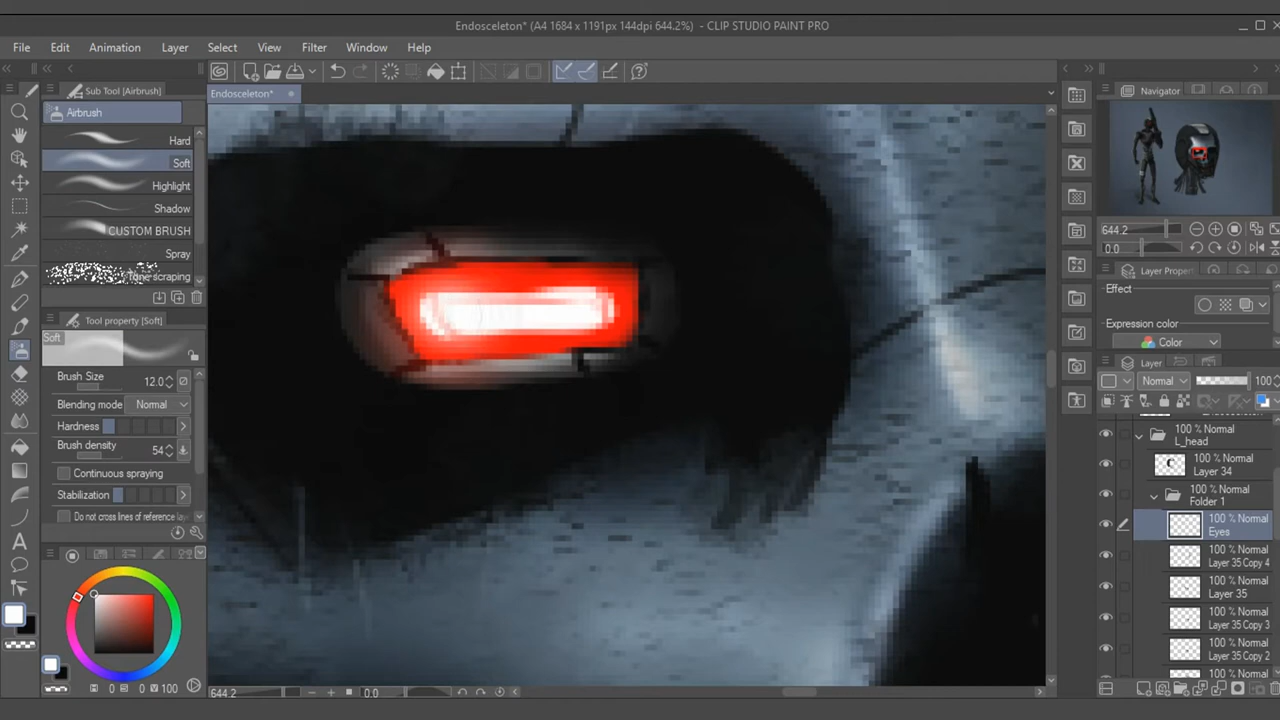 Endosceleton* (A4 1684 x 1191px 144dpi 644.2%) - CLIP STUDIO PAINT PRO
File Edit Animation Layer Select View Filter Window Help
Sub Tool [Airbrush]
Airbrush
Hard
Soft
Highlight
Shadow
CUSTOM BRUSH
Spray
Tone scraping
Tool property [Soft]
Soft
Brush Size 12.0
Blending mode Normal
Hardness
Brush density 54
Continuous spraying
Stabilization
Do not cross lines of reference lay
H 0 S 0 V 100
Endosceleton*
644.2 0.0
Navigator
644.2
0.0
Layer Proper
Effect
Expression color
Color
Layer
Normal 100
100 % Normal
L_head
100 % Normal
Layer 34
100 % Normal
Folder 1
100 % Normal
Eyes
100 % Normal
Layer 35 Copy 4
100 % Normal
Layer 35
100 % Normal
Layer 35 Copy 3
100 % Normal
Layer 35 Copy 2
100 % Normal